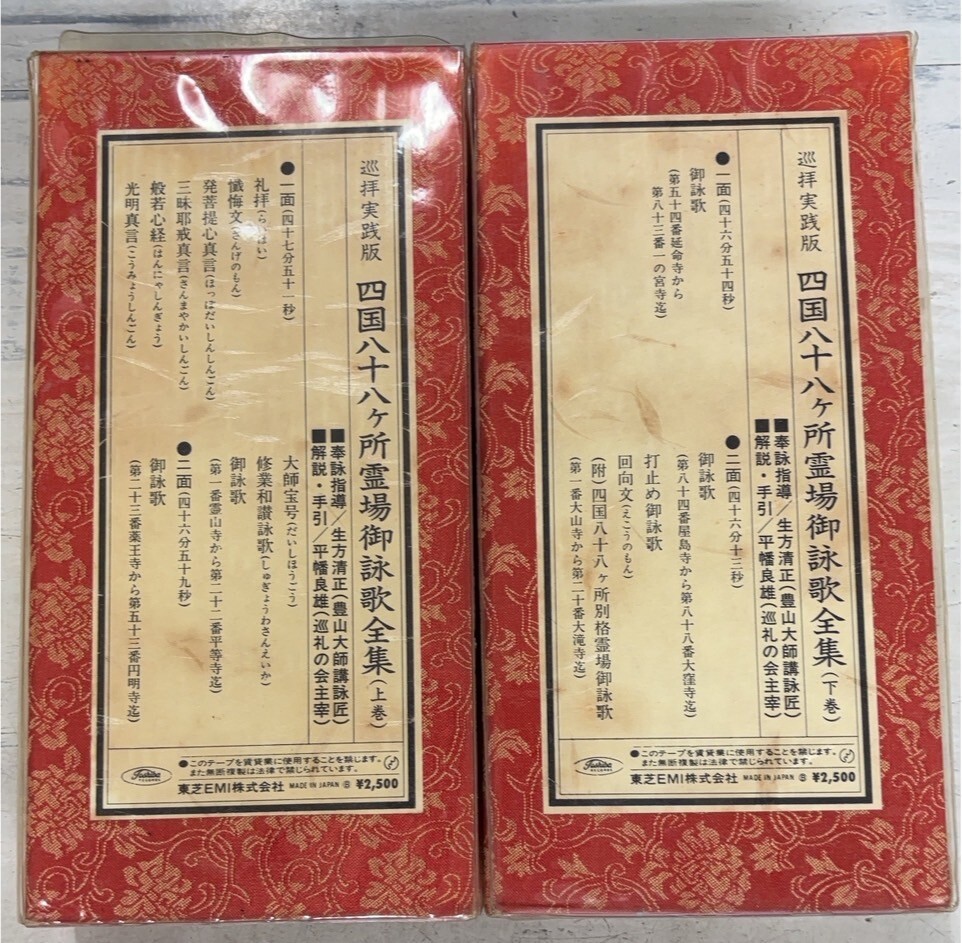 巡拝実践版 四国八十八ヶ所霊場御詠歌全集(上巻)
■奉詠指導/生方清正(豊山大師講詠匠)
■解説・手引/平幡良雄(巡礼の会主宰)
●一面(四十七分五十一秒)
礼拝(らいはい)
懺悔文(さんげのもん)
発菩提心真言(ほつぼだいしんしんごん)
三昧耶戒真言(さんまやかいしんごん)
般若心経(はんにゃしんぎょう)
光明真言(こうみょうしんごん)
大師宝号(だいしほうごう)
修業和讃詠歌(しゅぎょうわさんえいか)
御詠歌
(第一番霊山寺から第二十二番平等寺迄)
●二面(四十六分五十九秒)
御詠歌
(第二十三番薬王寺から第五十三番円明寺迄)
●このテープを賃貸業に使用することを禁じます。
また無断複製は法律で禁じられています。
Toshiba
RECORDS
東芝EMI株式会社 MADE IN JAPAN Ⓢ ¥2,500
巡拝実践版 四国八十八ヶ所霊場御詠歌全集(下巻)
■奉詠指導/生方清正(豊山大師講詠匠)
■解説・手引/平幡良雄(巡礼の会主宰)
●一面(四十六分五十四秒)
御詠歌
(第五十四番延命寺から
第八十三番一の宮寺迄)
●二面(四十六分十三秒)
御詠歌
(第八十四番屋島寺から第八十八番大窪寺迄)
打止め御詠歌
回向文(えこうのもん)
(附)四国八十八ヶ所別格霊場御詠歌
(第一番大山寺から第二十番大滝寺迄)
●このテープを賃貸業に使用することを禁じます。
また無断複製は法律で禁じられています。
Toshiba
RECORDS
東芝EMI株式会社 MADE IN JAPAN Ⓢ ¥2,500